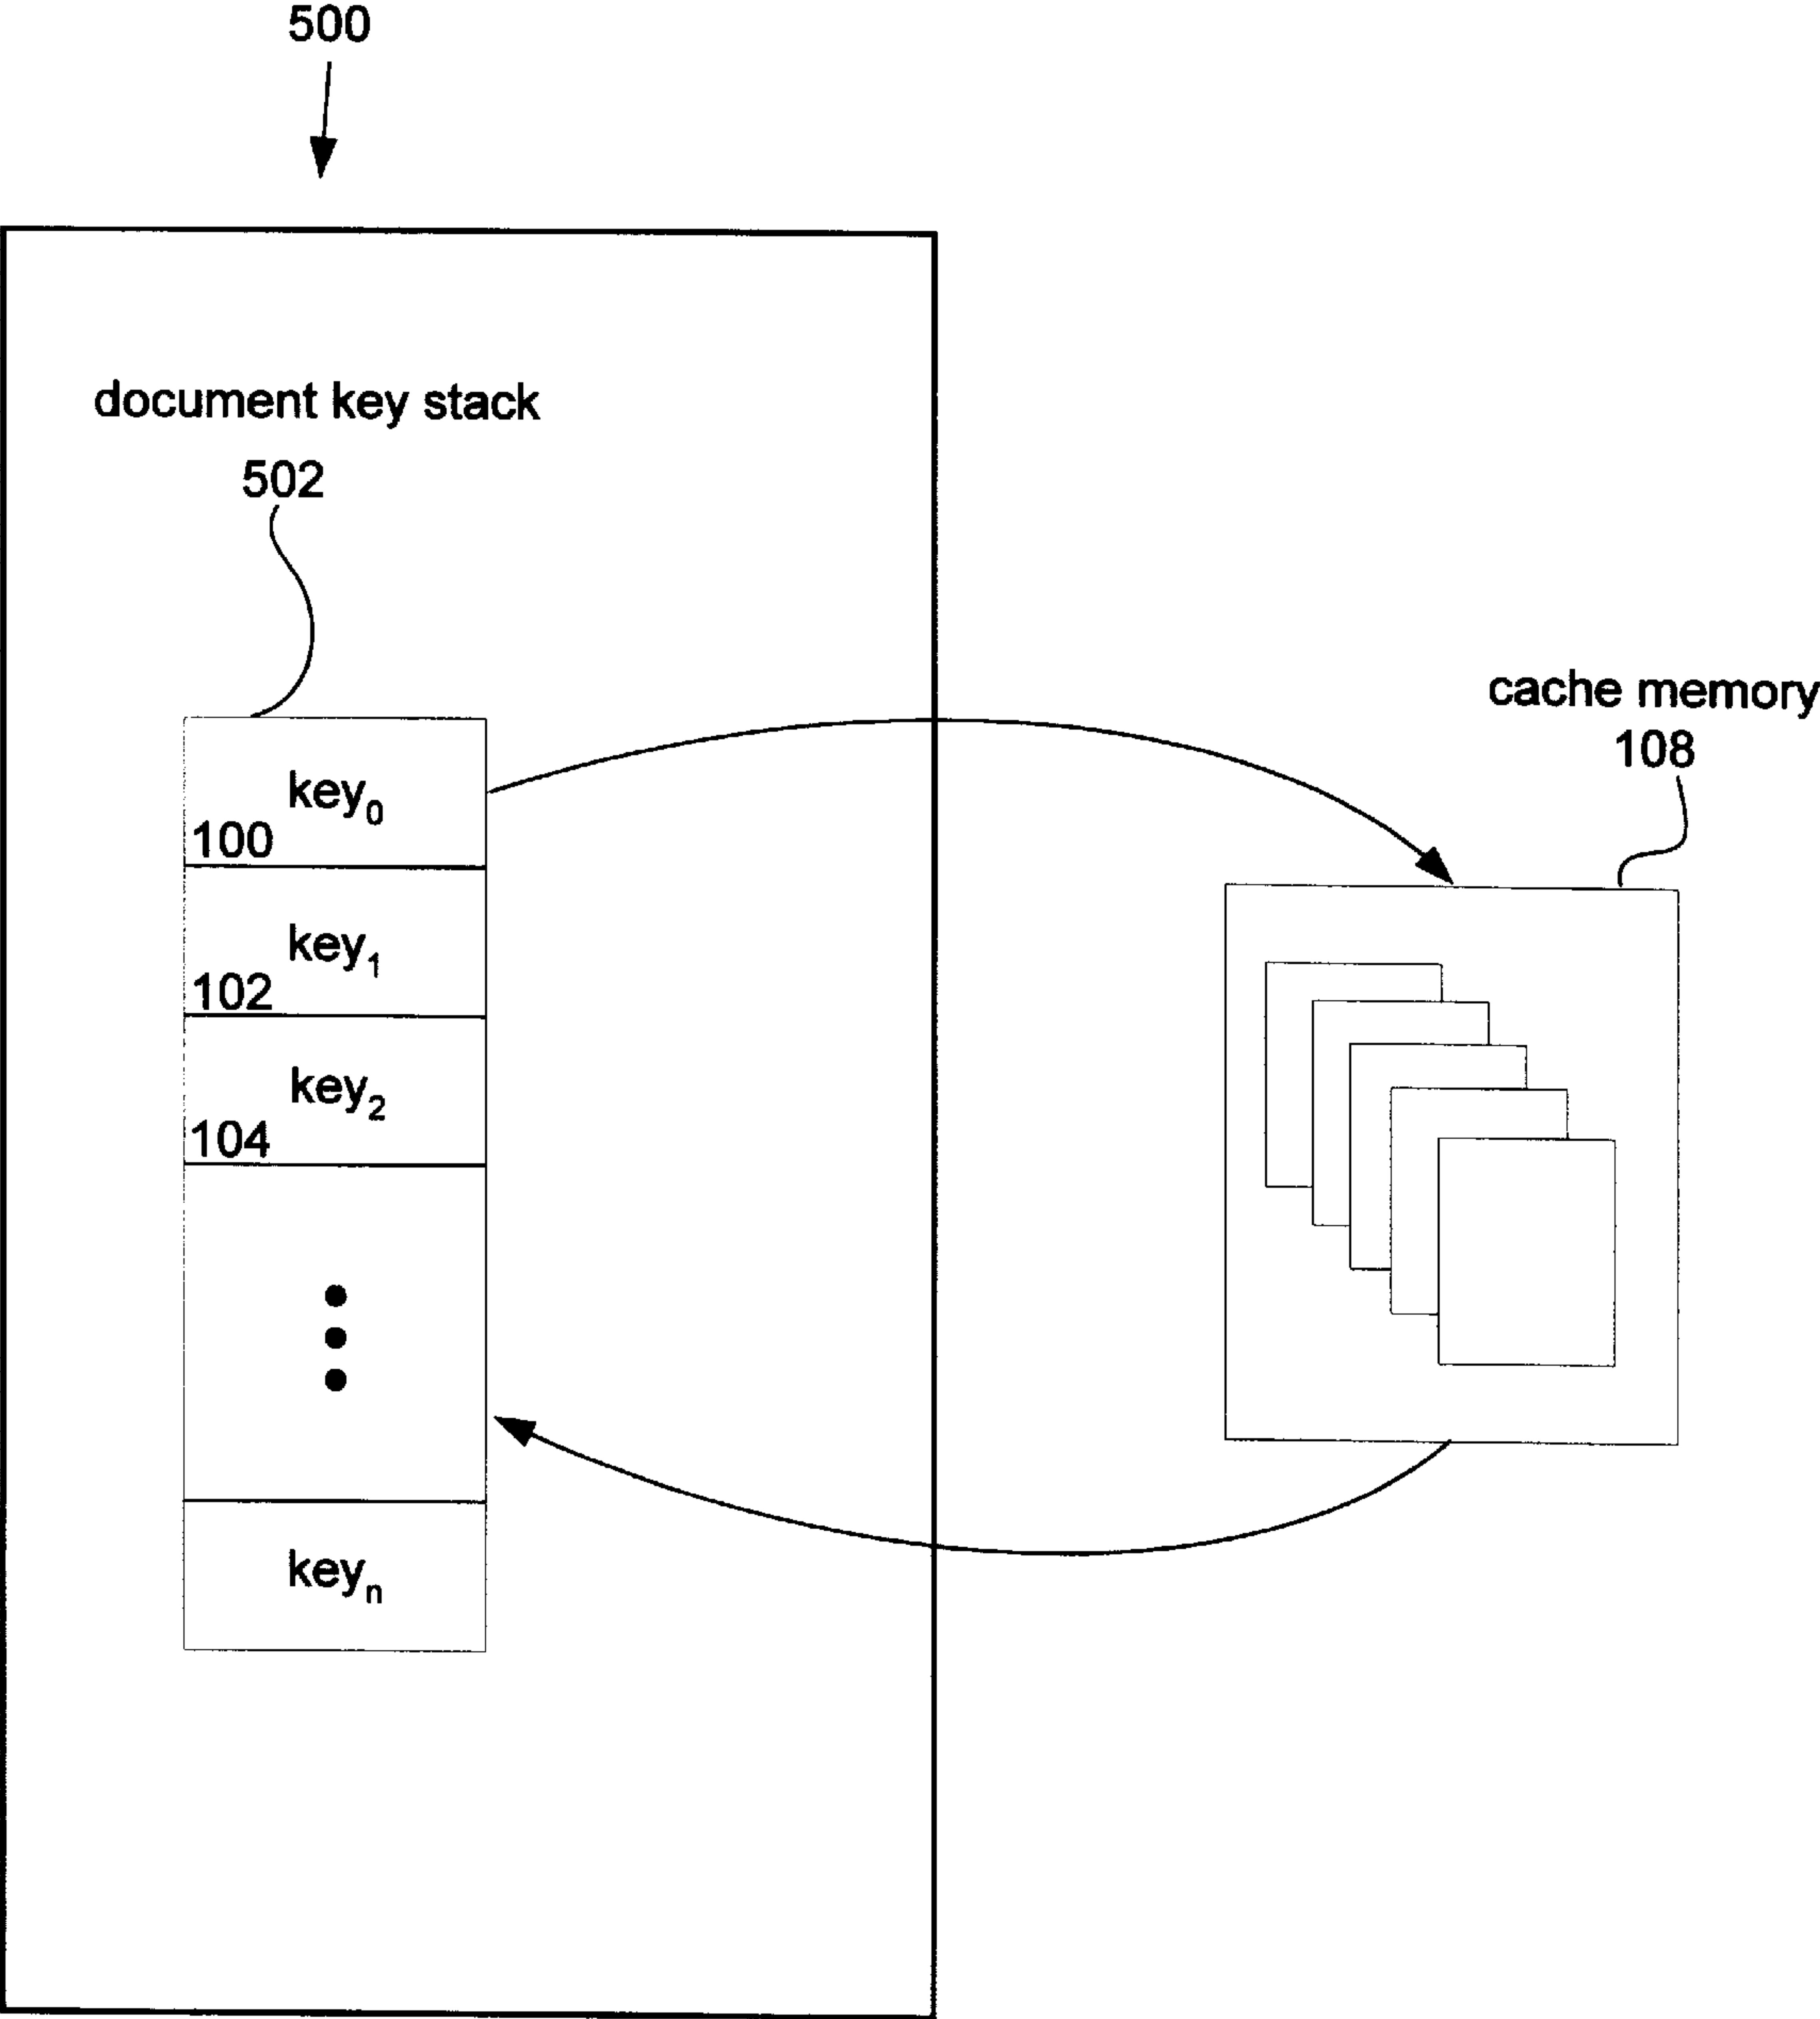 500
document key stack
502
cache memory
108
key₀
100
key₁
102
key₂
104
keyₙ